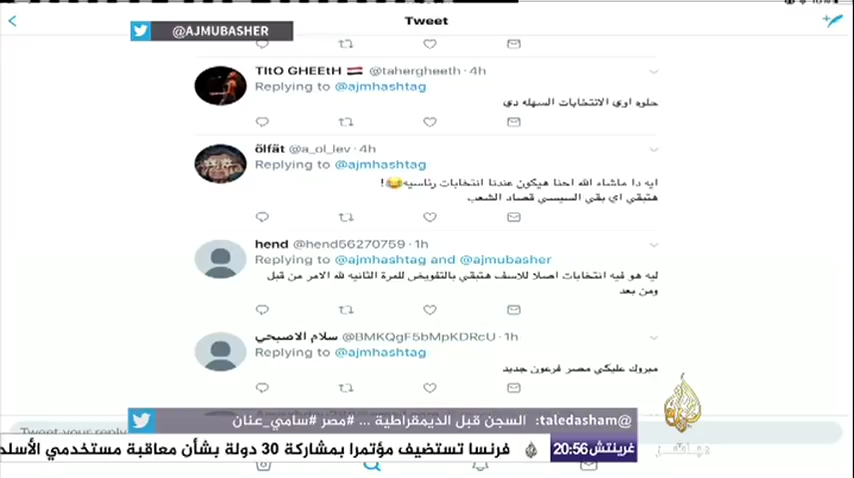 Tweet
@AJMUBASHER
TItO GHEEtH @tahergheeth · 4h
Replying to @ajmhashtag
حلوه اوي الانتخابات السهله دي
ölfät @a_ol_lev · 4h
Replying to @ajmhashtag
ايه دا ماشاء الله احنا هيكون عندنا انتخابات رئاسيه😂!
هتبقي اي بقي السيسي قصاد الشعب
hend @hend56270759 · 1h
Replying to @ajmhashtag and @ajmubasher
ليه هو فيه انتخابات اصلا للاسف هتبقي بالتفويض للمرة الثانيه لله الامر من قبل
ومن بعد
سلام الاصبحي @BMKQgF5bMpKDRcU · 1h
Replying to @ajmhashtag
مبروك عليكي مصر فرعون جديد
@taledasham: السجن قبل الديمقراطية ... #مصر #سامي_عنان
Tweet your reply
غرينتش 20:56
فرنسا تستضيف مؤتمرا بمشاركة 30 دولة بشأن معاقبة مستخدمي